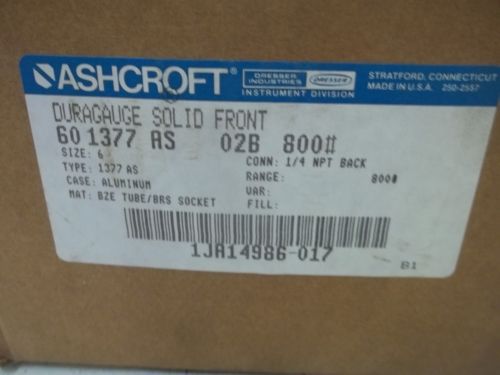 ASHCROFT®
DRESSER INDUSTRIES
DRESSER
INSTRUMENT DIVISION
STRATFORD, CONNECTICUT
MADE IN U.S.A. 250-2557
DURAGAUGE SOLID FRONT
60 1377 AS 02B 800#
SIZE: 6
CONN: 1/4 NPT BACK
TYPE: 1377 AS
RANGE: 800#
CASE: ALUMINUM
VAR:
MAT: BZE TUBE/BRS SOCKET
FILL:
1JA14986-017
B1